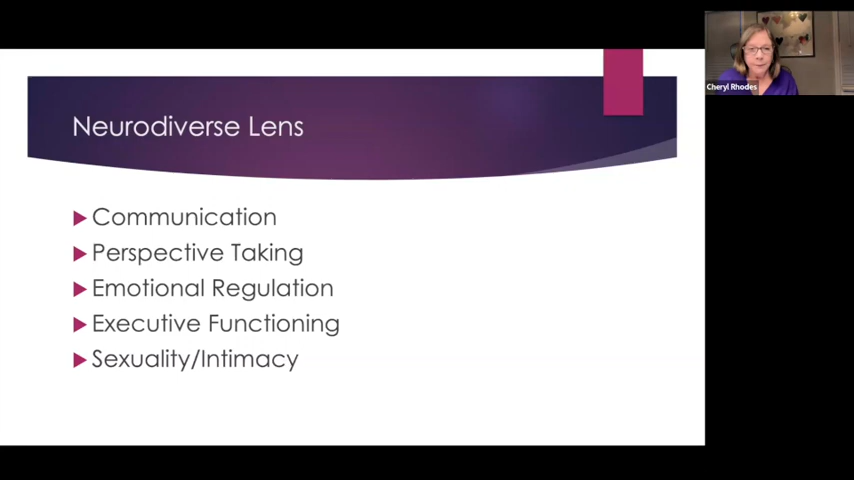 Neurodiverse Lens
Communication
Perspective Taking
Emotional Regulation
Executive Functioning
Sexuality/Intimacy
Cheryl Rhodes